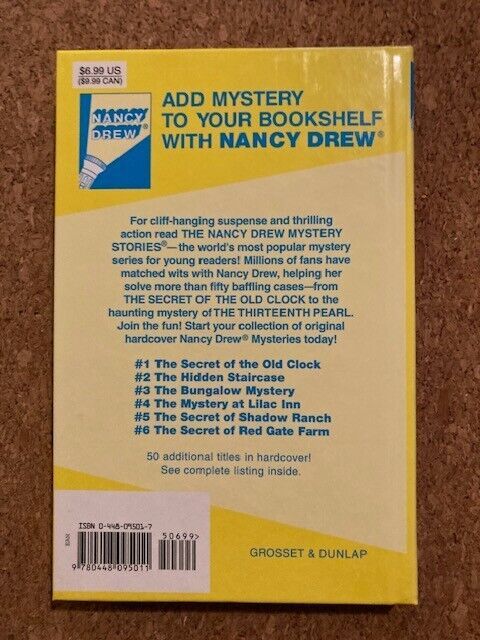 $6.99 US
($9.99 CAN)
NANCY
DREW®
ADD MYSTERY
TO YOUR BOOKSHELF
WITH NANCY DREW®
For cliff-hanging suspense and thrilling
action read THE NANCY DREW MYSTERY
STORIES®—the world's most popular mystery
series for young readers! Millions of fans have
matched wits with Nancy Drew, helping her
solve more than fifty baffling cases—from
THE SECRET OF THE OLD CLOCK to the
haunting mystery of THE THIRTEENTH PEARL.
Join the fun! Start your collection of original
hardcover Nancy Drew® Mysteries today!
#1 The Secret of the Old Clock
#2 The Hidden Staircase
#3 The Bungalow Mystery
#4 The Mystery at Lilac Inn
#5 The Secret of Shadow Ranch
#6 The Secret of Red Gate Farm
50 additional titles in hardcover!
See complete listing inside.
ISBN 0-448-09501-7
50699>
EAN
9 780448 095011
GROSSET & DUNLAP